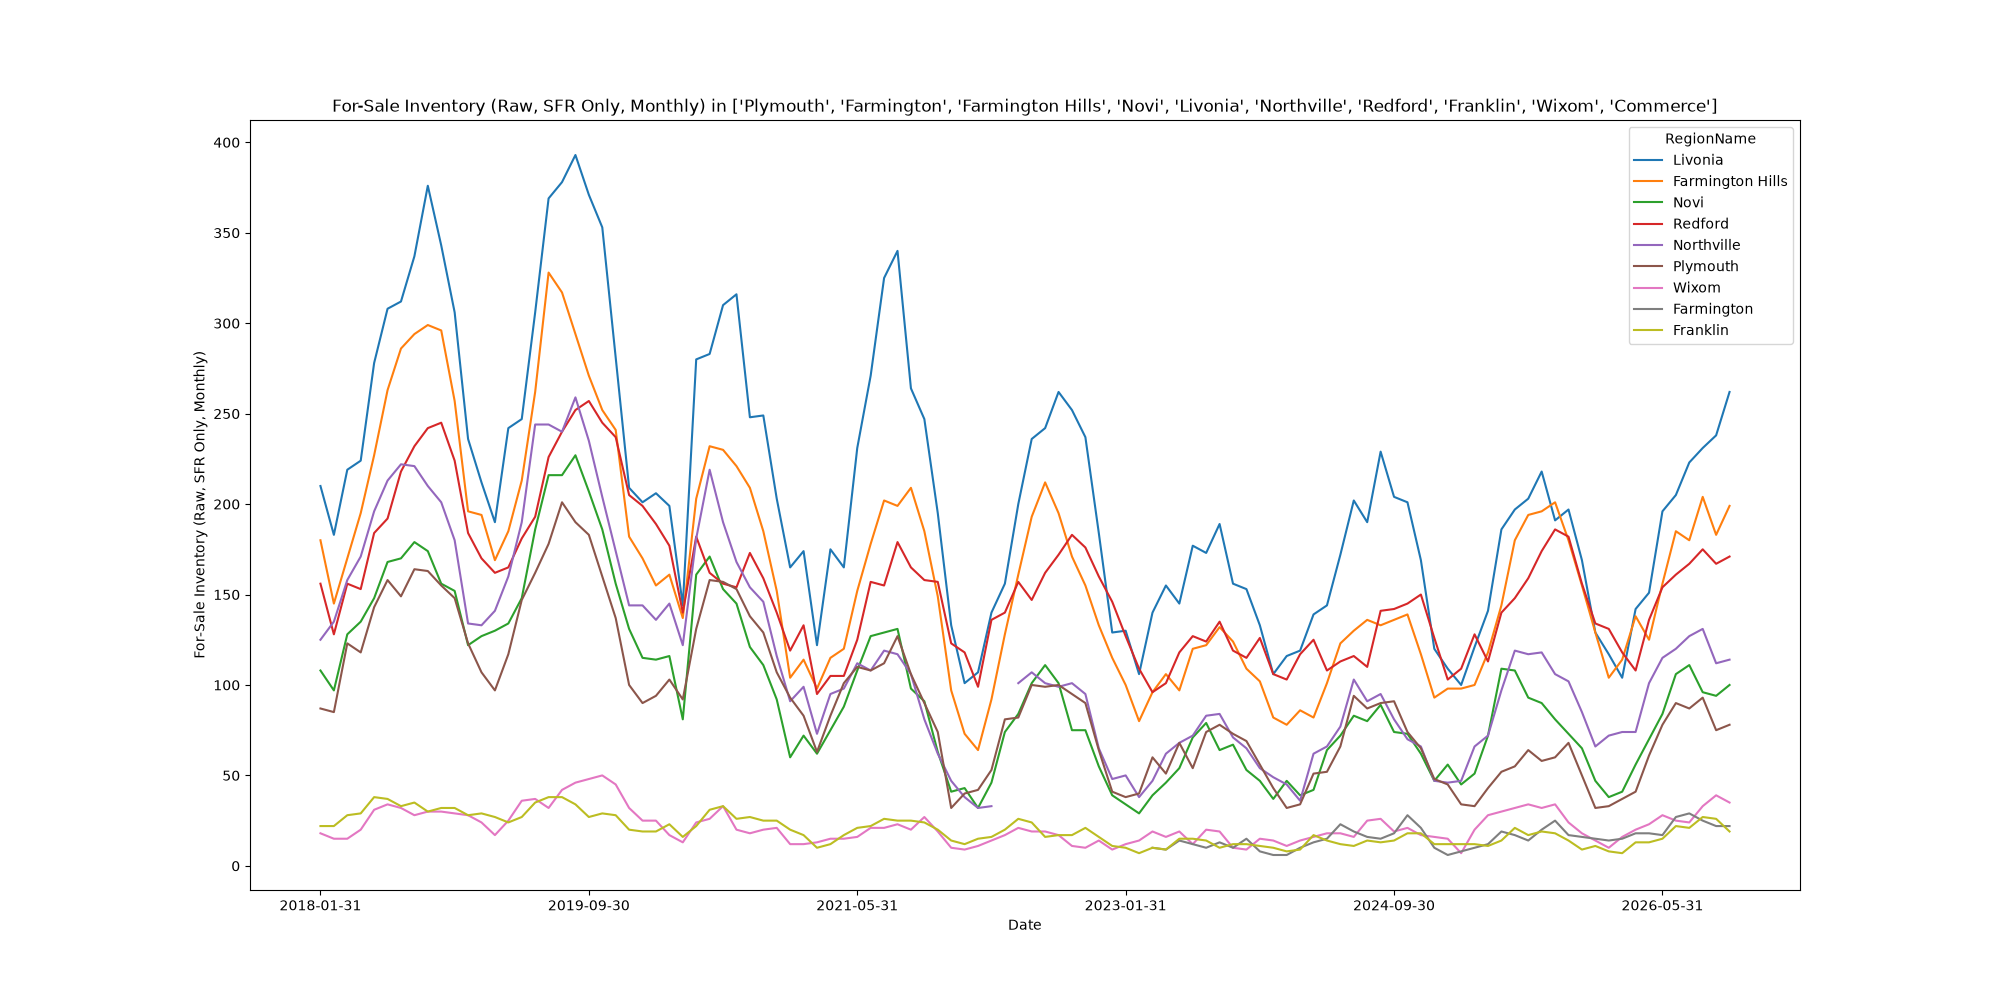 For-Sale Inventory (Raw, SFR Only, Monthly) in ['Plymouth', 'Farmington', 'Farmington Hills', 'Novi', 'Livonia', 'Northville', 'Redford', 'Franklin', 'Wixom', 'Commerce']
RegionName
Livonia
Farmington Hills
Novi
Redford
Northville
Plymouth
Wixom
Farmington
Franklin
For-Sale Inventory (Raw, SFR Only, Monthly)
400
350
300
250
200
150
100
50
0
2018-01-31
2019-09-30
2021-05-31
2023-01-31
2024-09-30
2026-05-31
Date